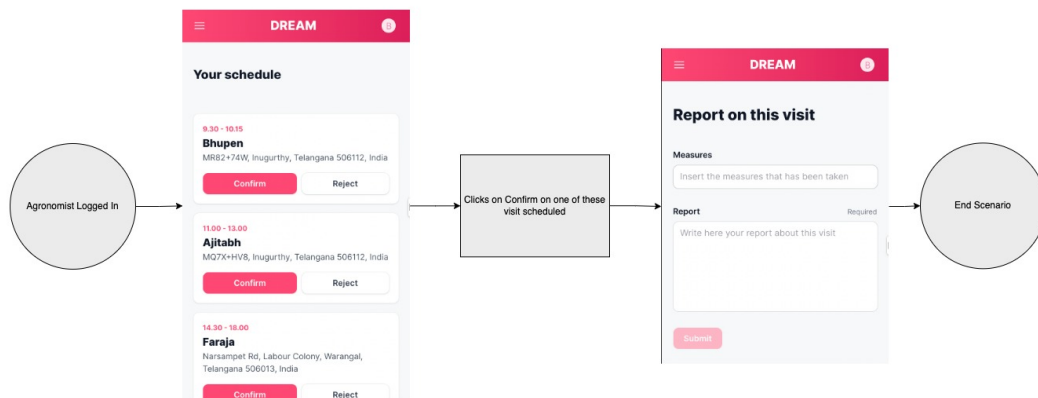 Agronomist Logged In
DREAM
B
Your schedule
9.30 - 10.15
Bhupen
MR82+74W, Inugurthy, Telangana 506112, India
Confirm
Reject
11.00 - 13.00
Ajitabh
MQ7X+HV8, Inugurthy, Telangana 506112, India
Confirm
Reject
14.30 - 18.00
Faraja
Narsampet Rd, Labour Colony, Warangal,
Telangana 506013, India
Confirm
Reject
Clicks on Confirm on one of these
visit scheduled
DREAM
B
Report on this visit
Measures
Insert the measures that has been taken
Report
Required
Write here your report about this visit
Submit
End Scenario